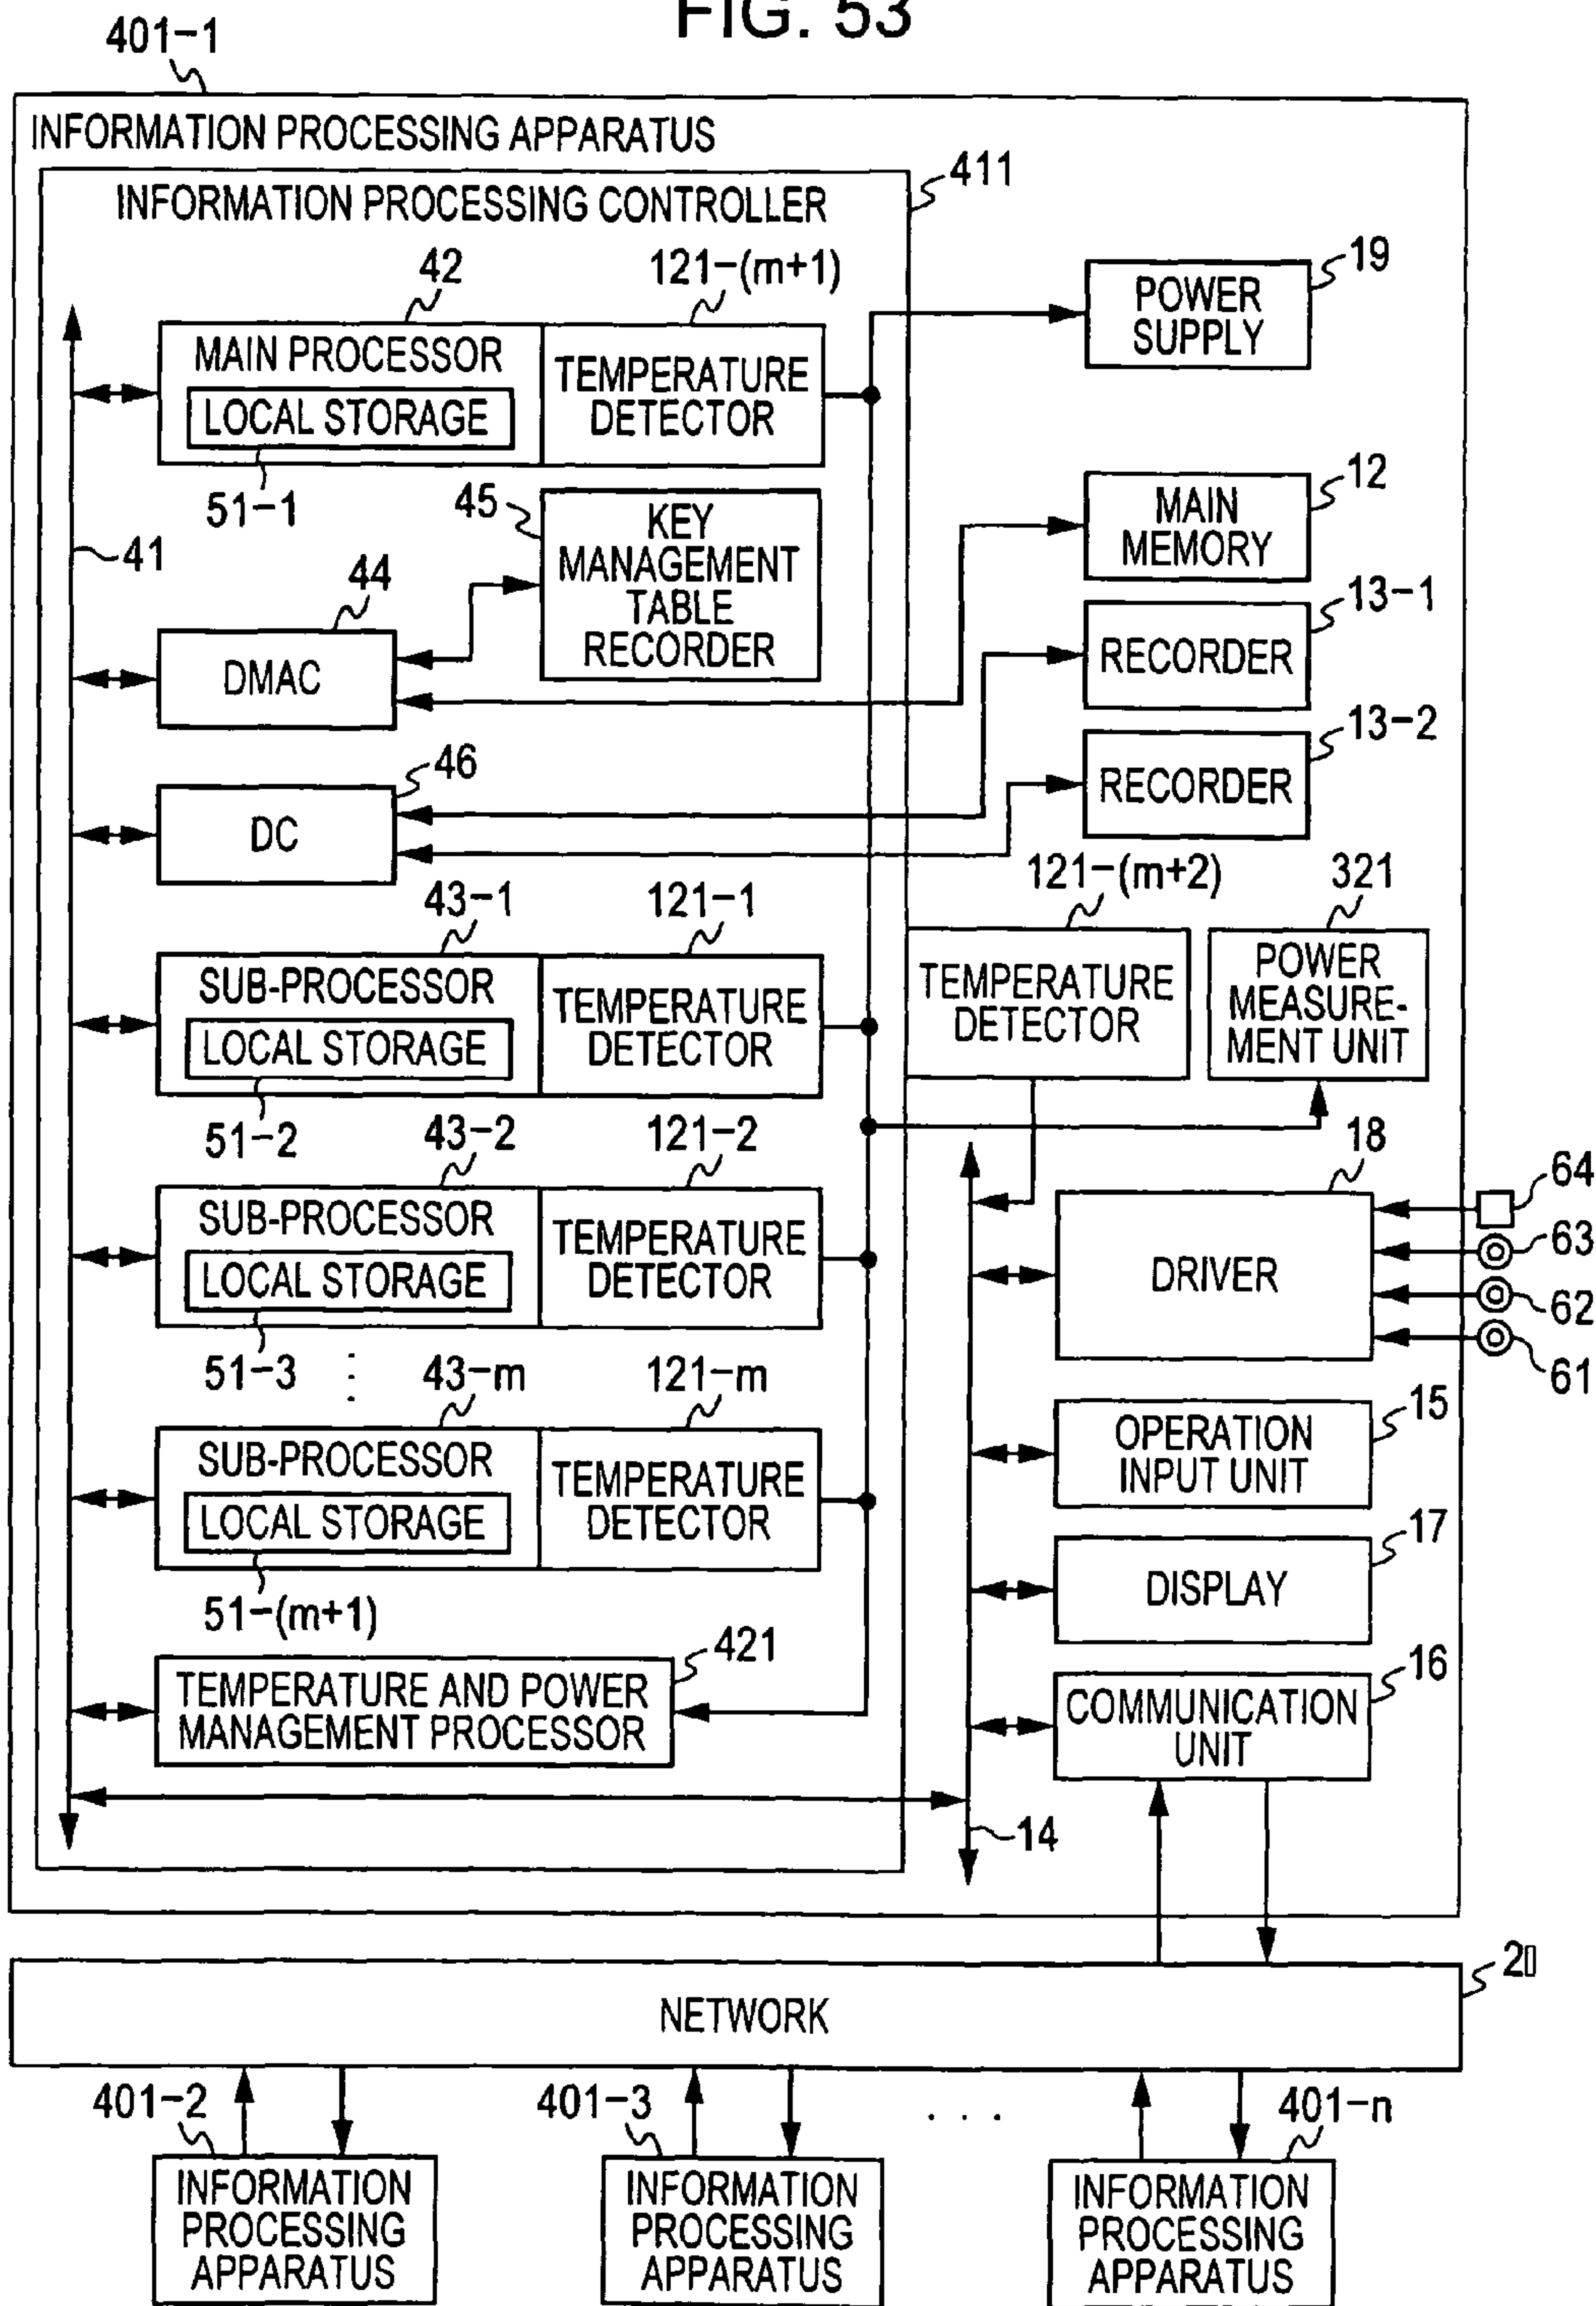 FIG. 53
401-1
INFORMATION PROCESSING APPARATUS
411
INFORMATION PROCESSING CONTROLLER
42
121-(m+1)
19
POWER
SUPPLY
MAIN PROCESSOR
LOCAL STORAGE
TEMPERATURE
DETECTOR
51-1
41
45
KEY
MANAGEMENT
TABLE
RECORDER
12
MAIN
MEMORY
44
DMAC
13-1
RECORDER
13-2
RECORDER
46
DC
43-1
121-1
121-(m+2)
321
SUB-PROCESSOR
LOCAL STORAGE
TEMPERATURE
DETECTOR
TEMPERATURE
DETECTOR
POWER
MEASURE-
MENT UNIT
51-2
43-2
121-2
18
64
63
62
61
SUB-PROCESSOR
LOCAL STORAGE
TEMPERATURE
DETECTOR
DRIVER
51-3
43-m
121-m
15
OPERATION
INPUT UNIT
SUB-PROCESSOR
LOCAL STORAGE
TEMPERATURE
DETECTOR
17
DISPLAY
51-(m+1)
421
TEMPERATURE AND POWER
MANAGEMENT PROCESSOR
16
COMMUNICATION
UNIT
14
NETWORK
401-2
401-3
. . .
401-n
INFORMATION
PROCESSING
APPARATUS
INFORMATION
PROCESSING
APPARATUS
INFORMATION
PROCESSING
APPARATUS